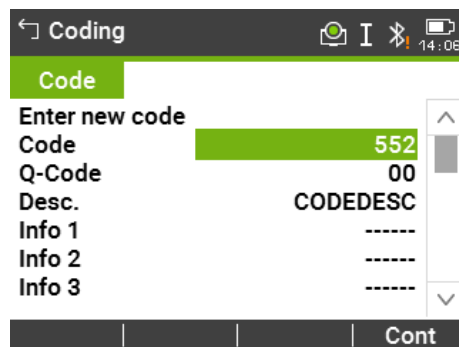 Coding
I
14:06
Code
Enter new code
Code 552
Q-Code 00
Desc. CODEDESC
Info 1 ------
Info 2 ------
Info 3 ------
Cont